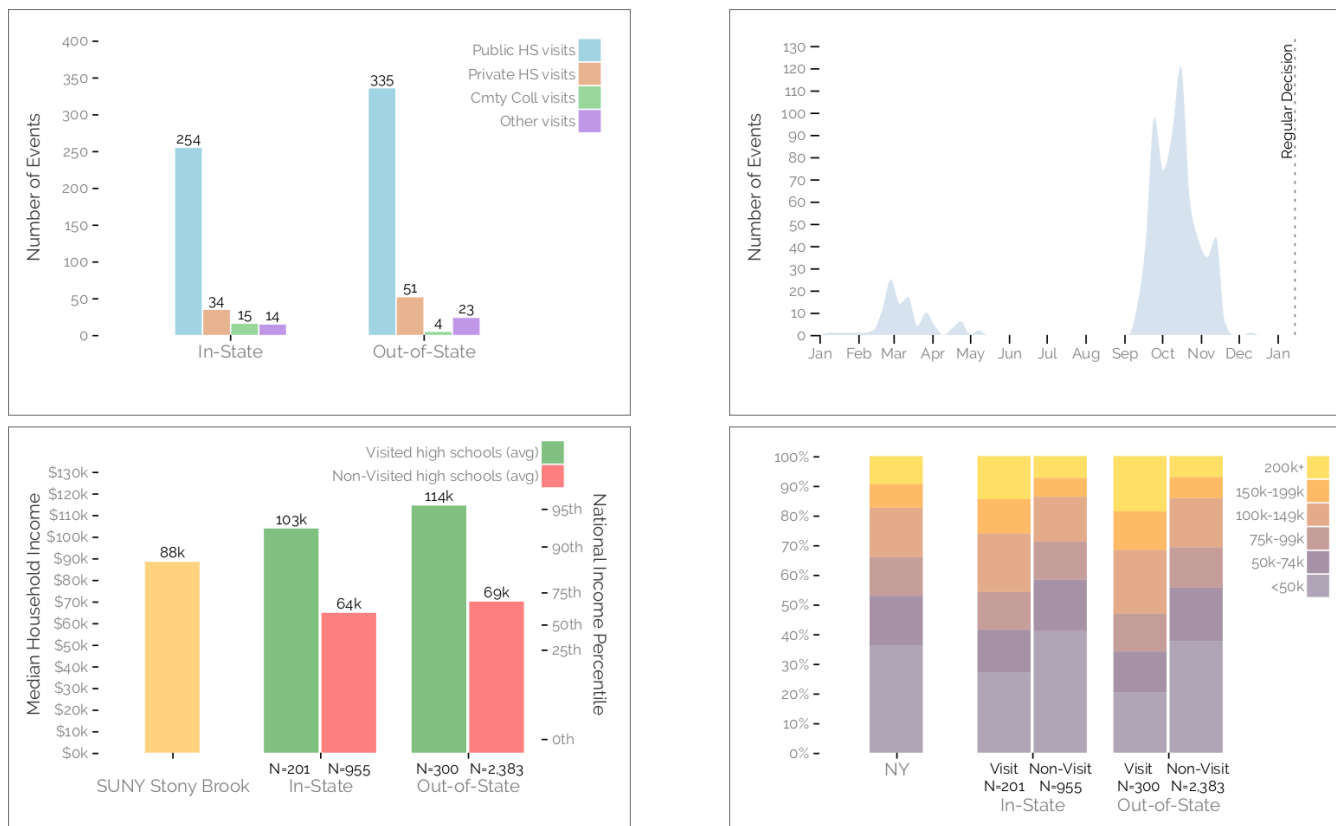 400
350
300
250
200
150
100
50
0
Number of Events
Public HS visits
Private HS visits
Cmty Coll visits
Other visits
254
34
15
14
335
51
4
23
In-State
Out-of-State
130
120
110
100
90
80
70
60
50
40
30
20
10
0
Number of Events
Regular Decision
Jan Feb Mar Apr May Jun Jul Aug Sep Oct Nov Dec Jan
Visited high schools (avg)
Non-Visited high schools (avg)
$130k
$120k
$110k
$100k
$90k
$80k
$70k
$60k
$50k
$40k
$30k
$20k
$10k
$0k
Median Household Income
88k
103k
64k
114k
69k
95th
90th
75th
50th
25th
0th
National Income Percentile
N=201 N=955 N=300 N=2,383
SUNY Stony Brook In-State Out-of-State
100%
90%
80%
70%
60%
50%
40%
30%
20%
10%
0%
200k+
150k-199k
100k-149k
75k-99k
50k-74k
<50k
NY
Visit Non-Visit Visit Non-Visit
N=201 N=955 N=300 N=2,383
In-State Out-of-State